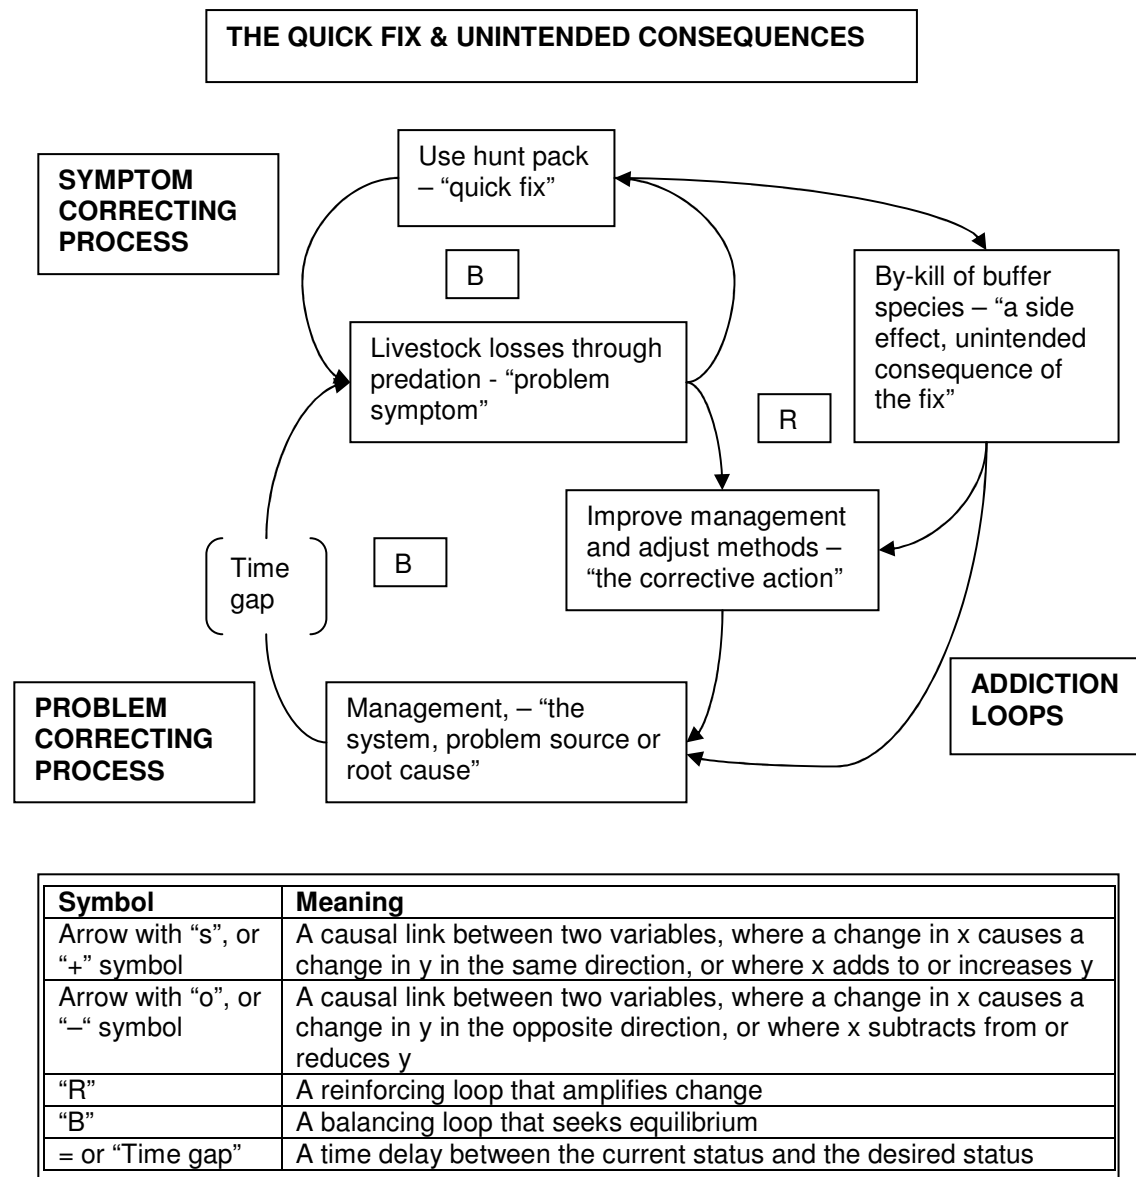 THE QUICK FIX & UNINTENDED CONSEQUENCES
SYMPTOM
CORRECTING
PROCESS
Use hunt pack
– “quick fix”
B
By-kill of buffer
species – “a side
effect, unintended
consequence of
the fix”
Livestock losses through
predation - “problem
symptom”
R
Improve management
and adjust methods –
“the corrective action”
Time
gap
B
PROBLEM
CORRECTING
PROCESS
Management, – “the
system, problem source or
root cause”
ADDICTION
LOOPS
Symbol
Meaning
Arrow with “s”, or
“+” symbol
A causal link between two variables, where a change in x causes a
change in y in the same direction, or where x adds to or increases y
Arrow with “o”, or
“–“ symbol
A causal link between two variables, where a change in x causes a
change in y in the opposite direction, or where x subtracts from or
reduces y
“R”
A reinforcing loop that amplifies change
“B”
A balancing loop that seeks equilibrium
= or “Time gap”
A time delay between the current status and the desired status